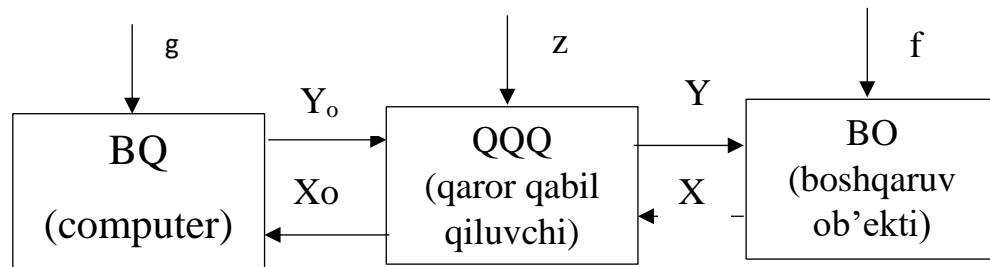 g
z
f
BQ
(computer)
Yₒ
Xo
QQQ
(qaror qabil
qiluvchi)
Y
X
BO
(boshqaruv
ob’ekti)